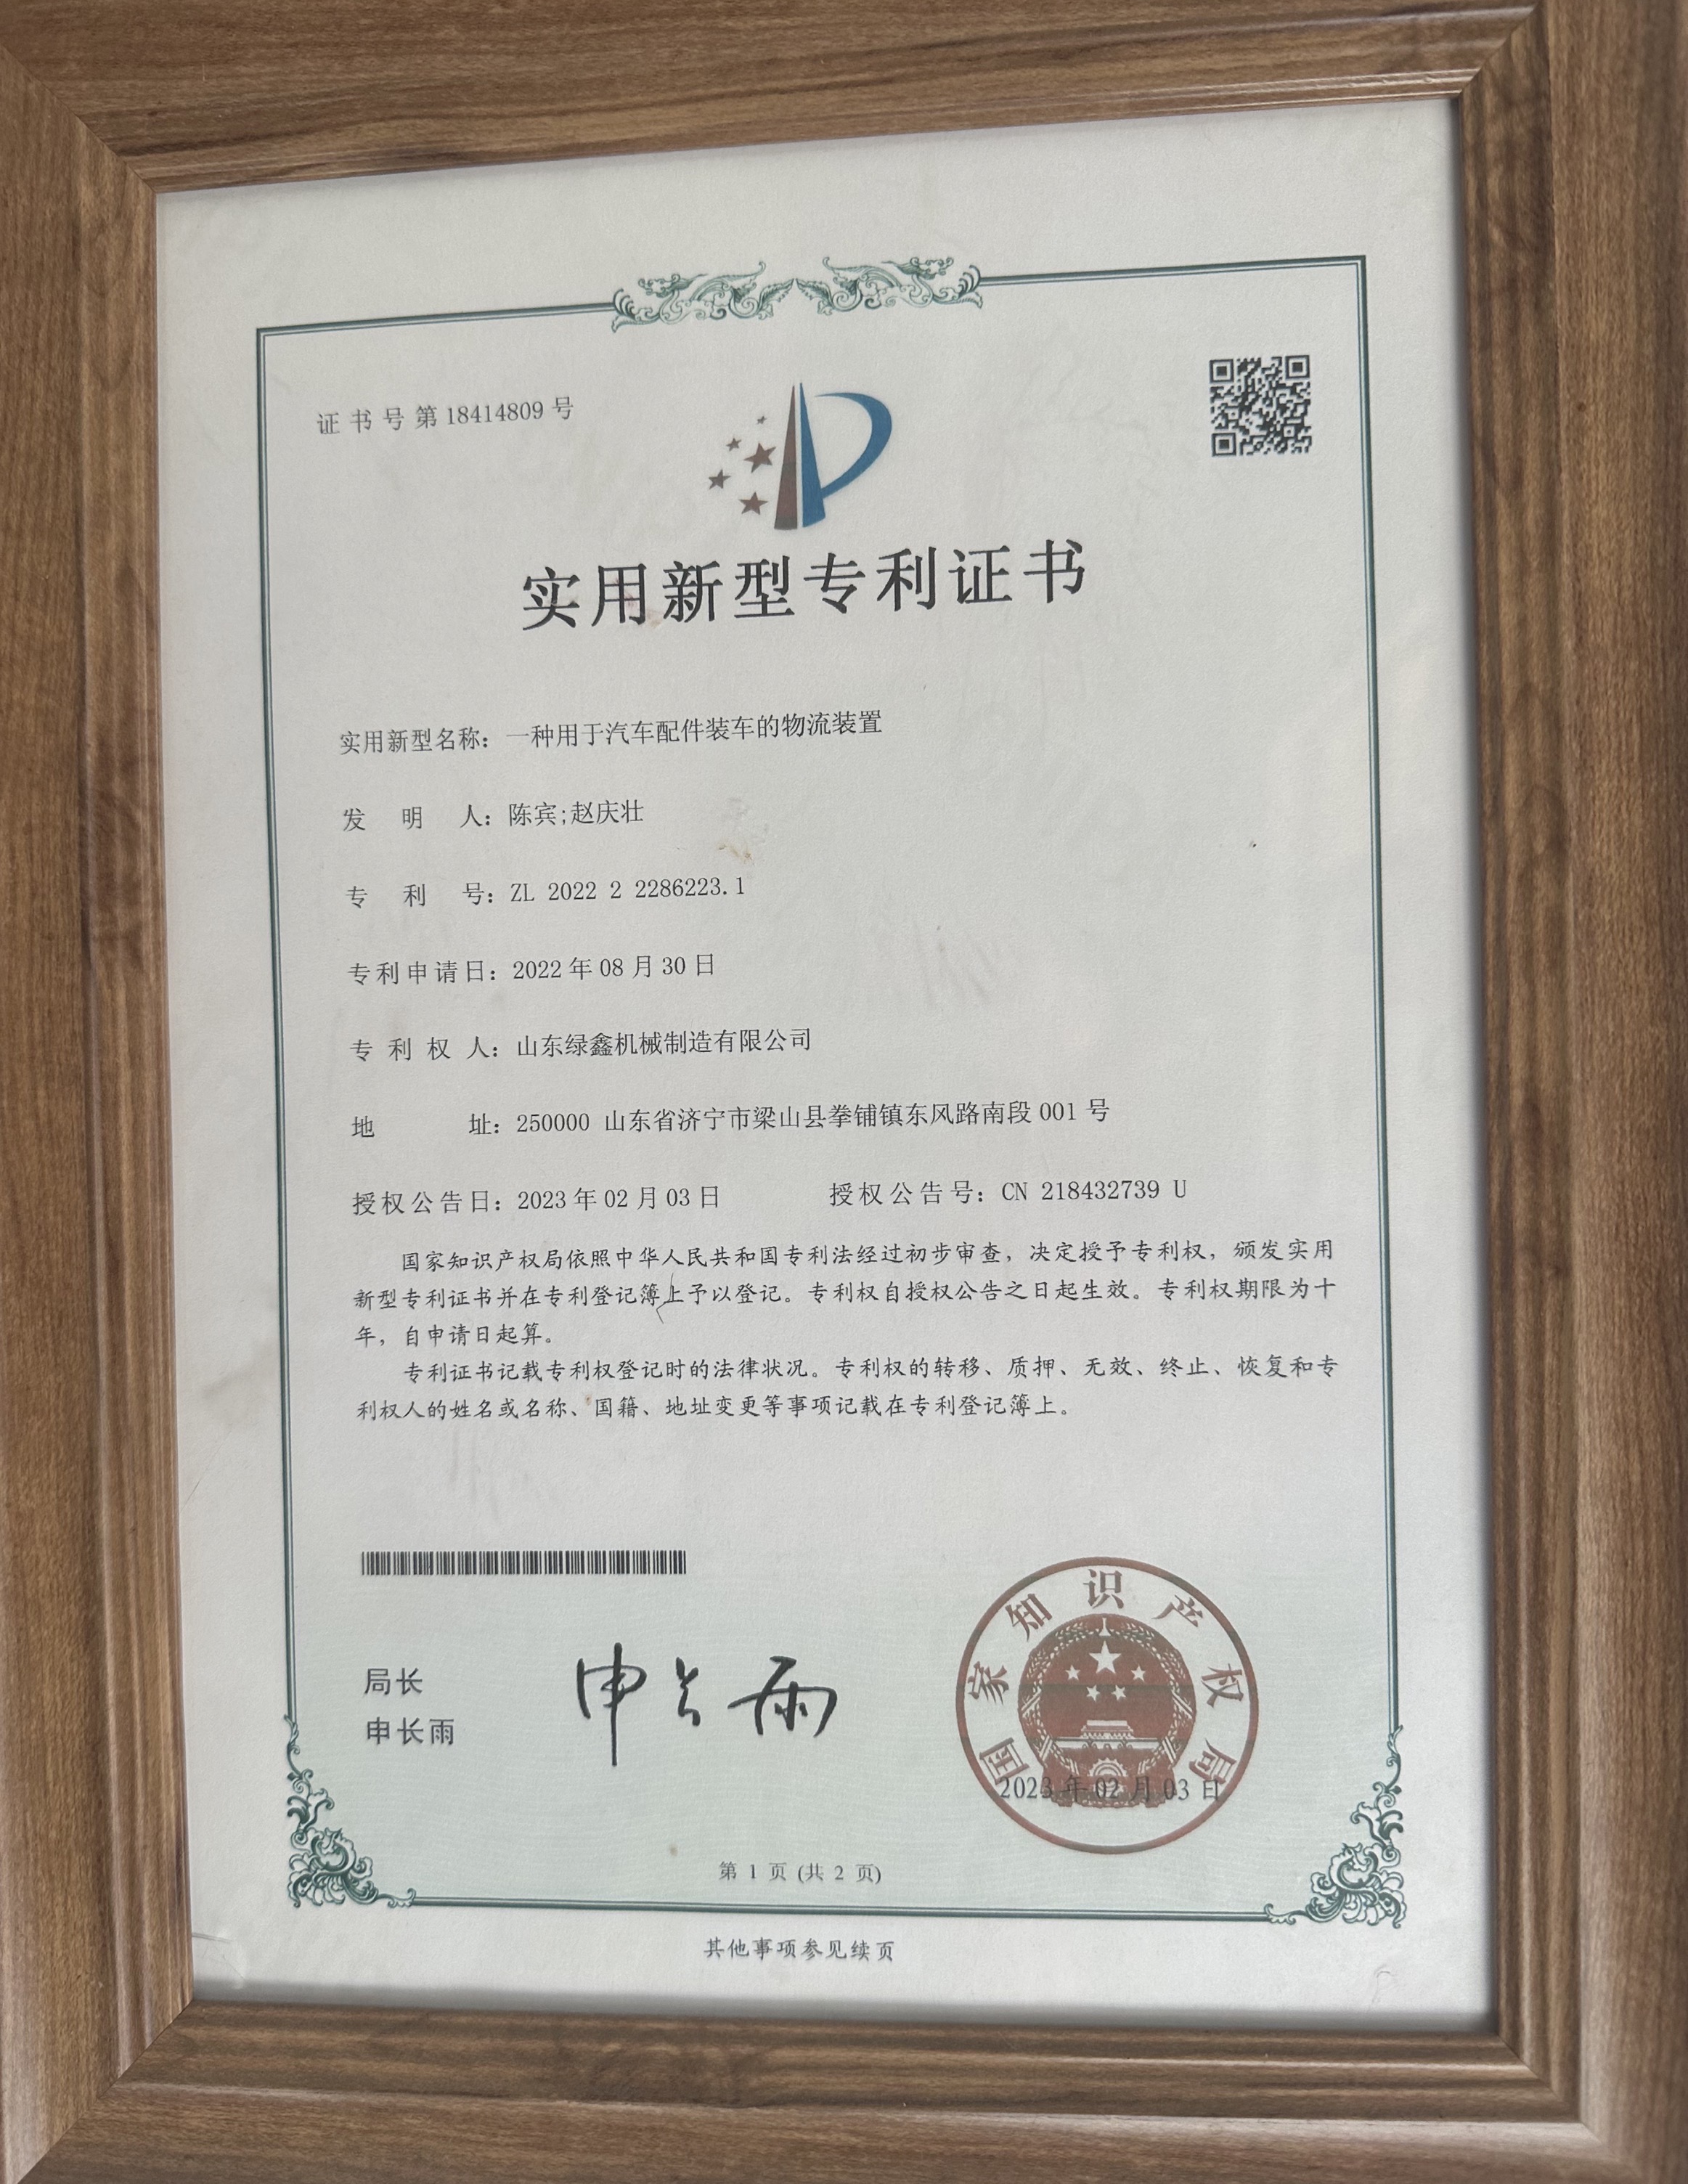 证书号第18414809号
实用新型专利证书
实用新型名称：一种用于汽车配件装车的物流装置
发明人：陈宾;赵庆壮
专利号：ZL 2022 2 2286223.1
专利申请日：2022年08月30日
专利权人：山东绿鑫机械制造有限公司
地址：250000 山东省济宁市梁山县拳铺镇东风路南段001号
授权公告日：2023年02月03日 授权公告号：CN 218432739 U
国家知识产权局依照中华人民共和国专利法经过初步审查，决定授予专利权，颁发实用
新型专利证书并在专利登记簿上予以登记。专利权自授权公告之日起生效。专利权期限为十
年，自申请日起算。
专利证书记载专利权登记时的法律状况。专利权的转移、质押、无效、终止、恢复和专
利权人的姓名或名称、国籍、地址变更等事项记载在专利登记簿上。
局长
申长雨
申长雨
国家知识产权局
2023年02月03日
第 1 页 (共 2 页)
其他事项参见续页